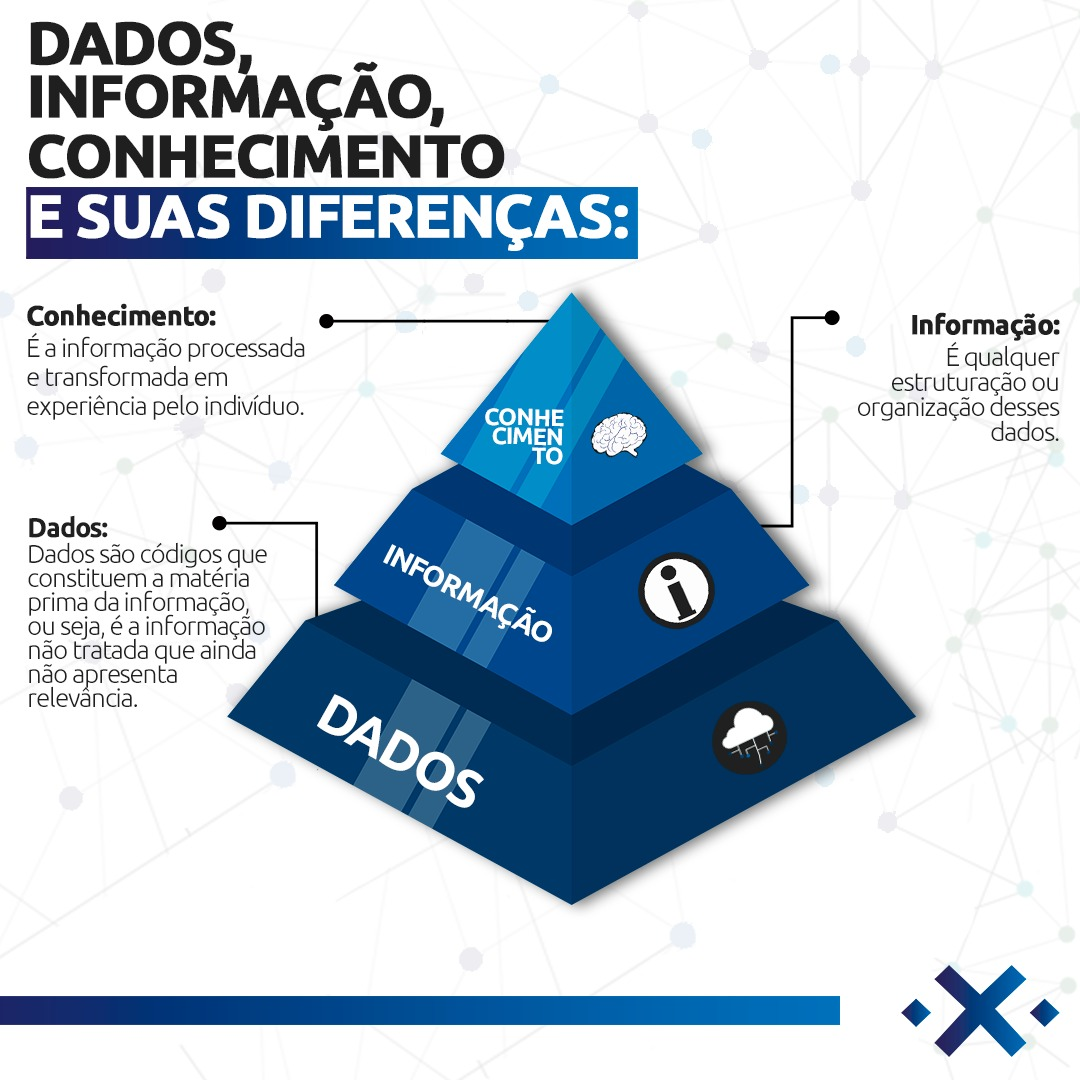 DADOS,
INFORMAÇÃO,
CONHECIMENTO
E SUAS DIFERENÇAS:
Conhecimento:
É a informação processada
e transformada em
experiência pelo indivíduo.
Informação:
É qualquer
estruturação ou
organização desses
dados.
Dados:
Dados são códigos que
constituem a matéria
prima da informação,
ou seja, é a informação
não tratada que ainda
não apresenta
relevância.
CONHE
CIMEN
TO
INFORMAÇÃO
i
DADOS